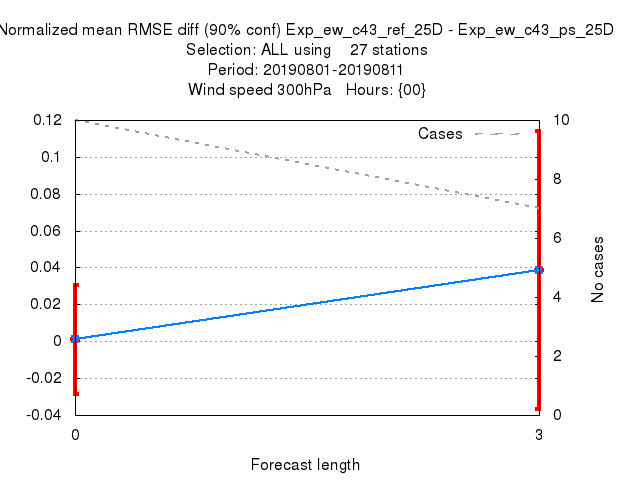 Normalized mean RMSE diff (90% conf) Exp_ew_c43_ref_25D - Exp_ew_c43_ps_25D
Selection: ALL using    27 stations
Period: 20190801-20190811
Wind speed 300hPa   Hours: {00}
Cases
0.12
0.1
0.08
0.06
0.04
0.02
0
-0.02
-0.04
10
8
6
4
2
0
No cases
0
3
Forecast length